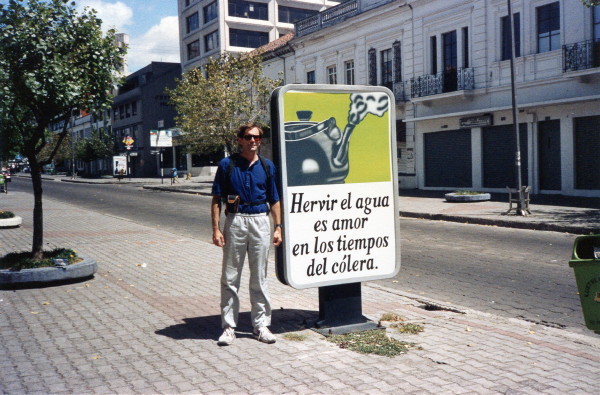 Hervir el agua
es amor
en los tiempos
del cólera.